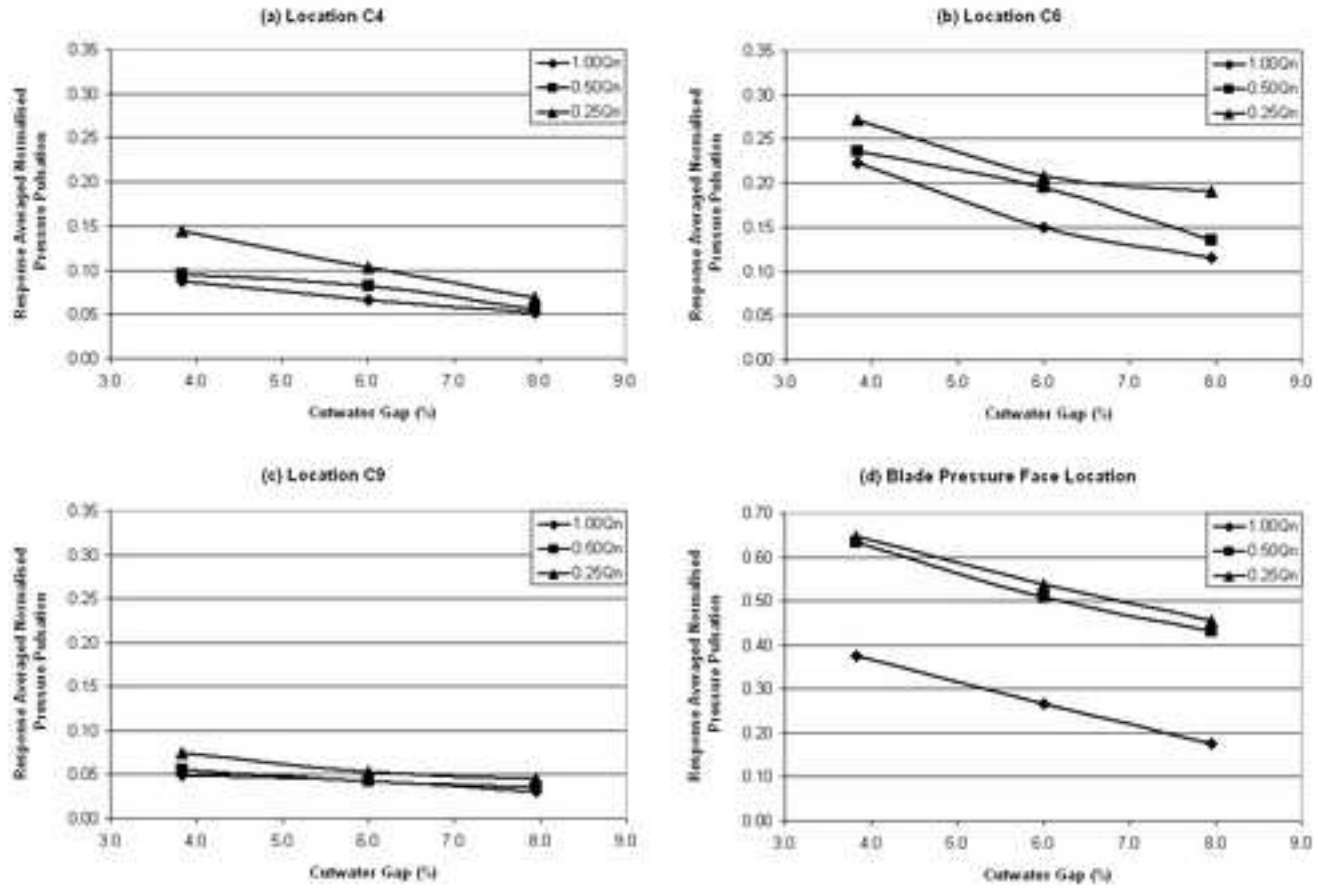 (a) Location C4
Response Averaged Normalised
Pressure Pulsation
0.35
0.30
0.25
0.20
0.15
0.10
0.05
0.00
3.0 4.0 5.0 6.0 7.0 8.0 9.0
Cutwater Gap (%)
1.00Qn
0.50Qn
0.25Qn
(b) Location C6
Response Averaged Normalised
Pressure Pulsation
0.35
0.30
0.25
0.20
0.15
0.10
0.05
0.00
3.0 4.0 5.0 6.0 7.0 8.0 9.0
Cutwater Gap (%)
1.00Qn
0.50Qn
0.25Qn
(c) Location C9
Response Averaged Normalised
Pressure Pulsation
0.35
0.30
0.25
0.20
0.15
0.10
0.05
0.00
3.0 4.0 5.0 6.0 7.0 8.0 9.0
Cutwater Gap (%)
1.00Qn
0.50Qn
0.25Qn
(d) Blade Pressure Face Location
Response Averaged Normalised
Pressure Pulsation
0.70
0.60
0.50
0.40
0.30
0.20
0.10
0.00
3.0 4.0 5.0 6.0 7.0 8.0 9.0
Cutwater Gap (%)
1.00Qn
0.50Qn
0.25Qn